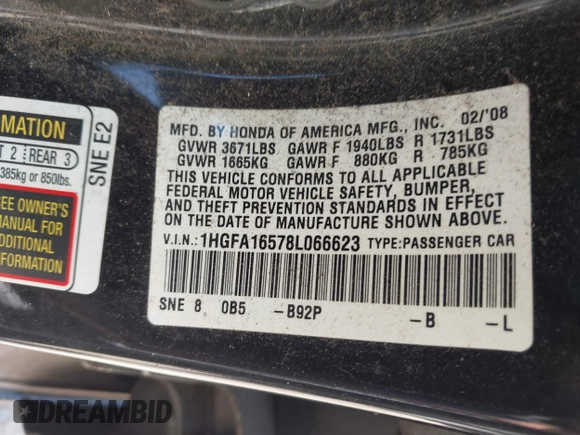 MFD. BY HONDA OF AMERICA MFG., INC. 02/'08
GVWR 3671LBS GAWR F 1940LBS R 1731LBS
GVWR 1665KG GAWR F 880KG R 785KG
THIS VEHICLE CONFORMS TO ALL APPLICABLE
FEDERAL MOTOR VEHICLE SAFETY, BUMPER,
AND THEFT PREVENTION STANDARDS IN EFFECT
ON THE DATE OF MANUFACTURE SHOWN ABOVE.
V.I.N.: 1HGFA16578L066623 TYPE:PASSENGER CAR
SNE 8 0B5 -B92P -B -L
SNE E2
MATION
2 REAR 3
385kg or 850lbs.
EE OWNER'S
MANUAL FOR
ADDITIONAL
FORMATION
DREAMBID